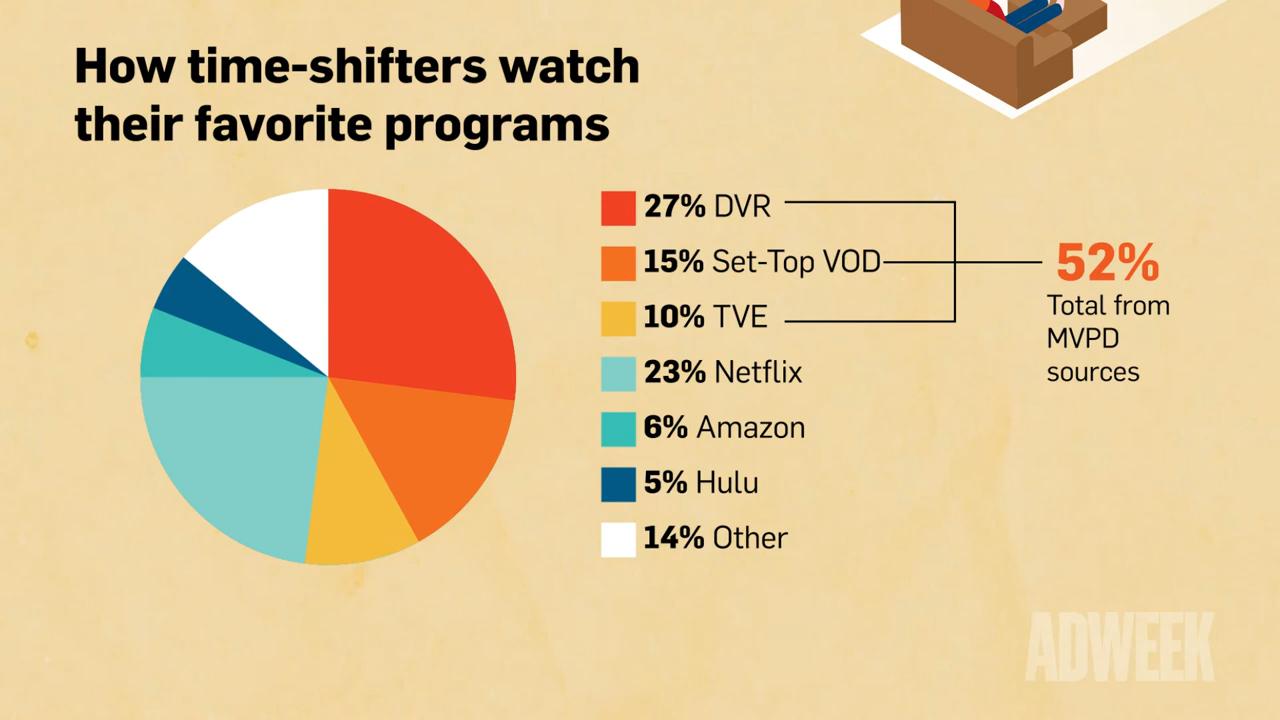 How time-shifters watch
their favorite programs
27% DVR
15% Set-Top VOD
10% TVE
23% Netflix
6% Amazon
5% Hulu
14% Other
52%
Total from
MVPD
sources
ADWEEK